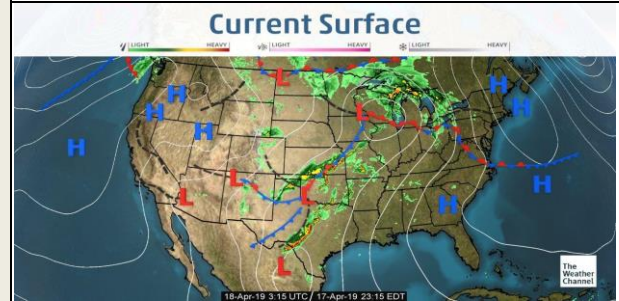 Current Surface
LIGHT HEAVY LIGHT HEAVY LIGHT HEAVY
L
H H
H L H
H H
L
L L H
L H
L
The
Weather
Channel
18-Apr-19 3:15 UTC / 17-Apr-19 23:15 EDT